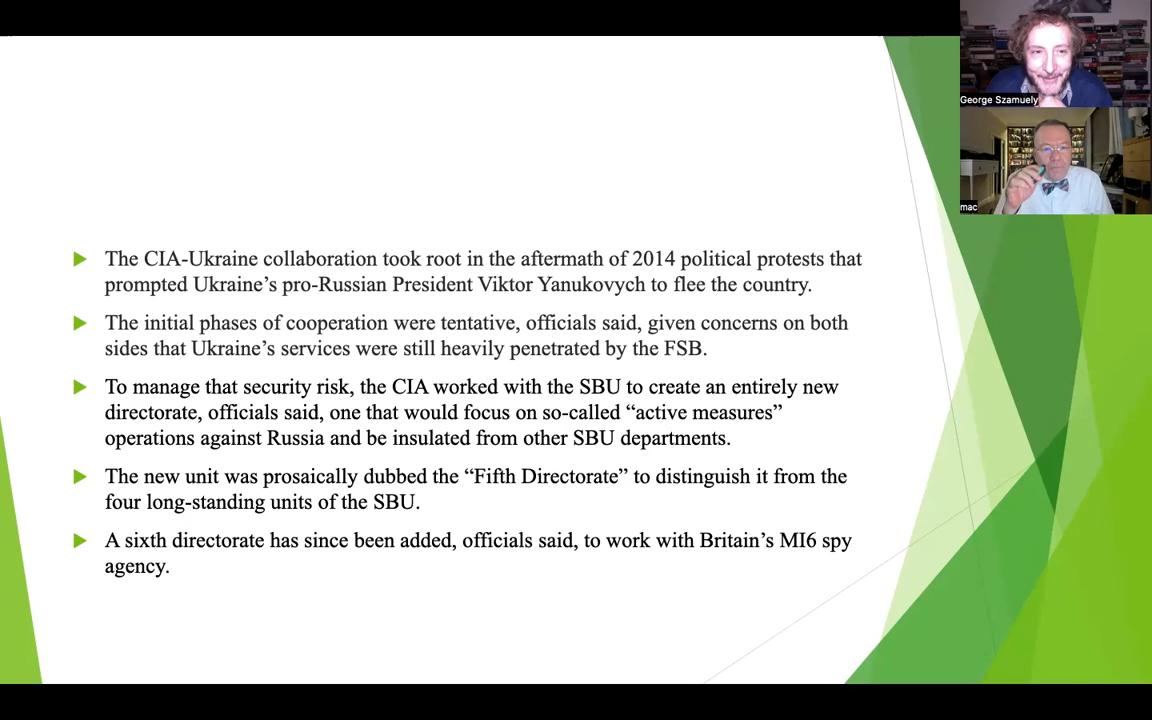 George Szamuely
mac
The CIA-Ukraine collaboration took root in the aftermath of 2014 political protests that
prompted Ukraine’s pro-Russian President Viktor Yanukovych to flee the country.
The initial phases of cooperation were tentative, officials said, given concerns on both
sides that Ukraine’s services were still heavily penetrated by the FSB.
To manage that security risk, the CIA worked with the SBU to create an entirely new
directorate, officials said, one that would focus on so-called “active measures”
operations against Russia and be insulated from other SBU departments.
The new unit was prosaically dubbed the “Fifth Directorate” to distinguish it from the
four long-standing units of the SBU.
A sixth directorate has since been added, officials said, to work with Britain’s MI6 spy
agency.